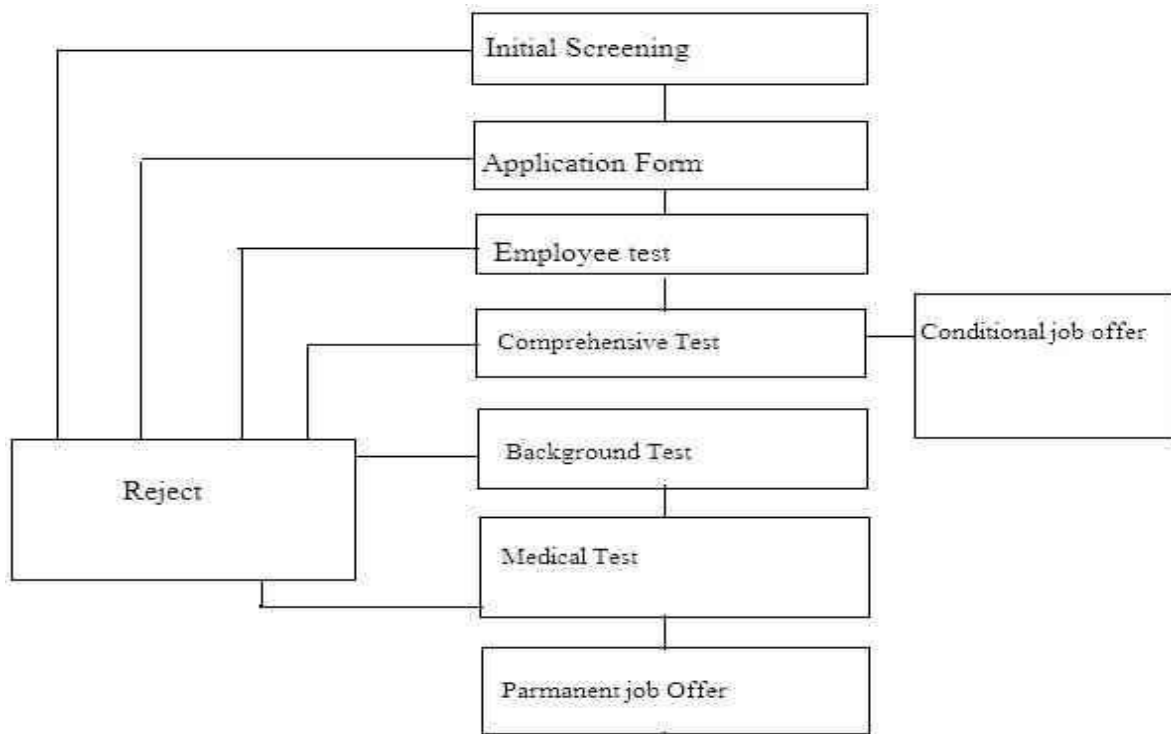 Initial Screening
Application Form
Employee test
Comprehensive Test
Conditional job offer
Background Test
Reject
Medical Test
Parmanent job Offer